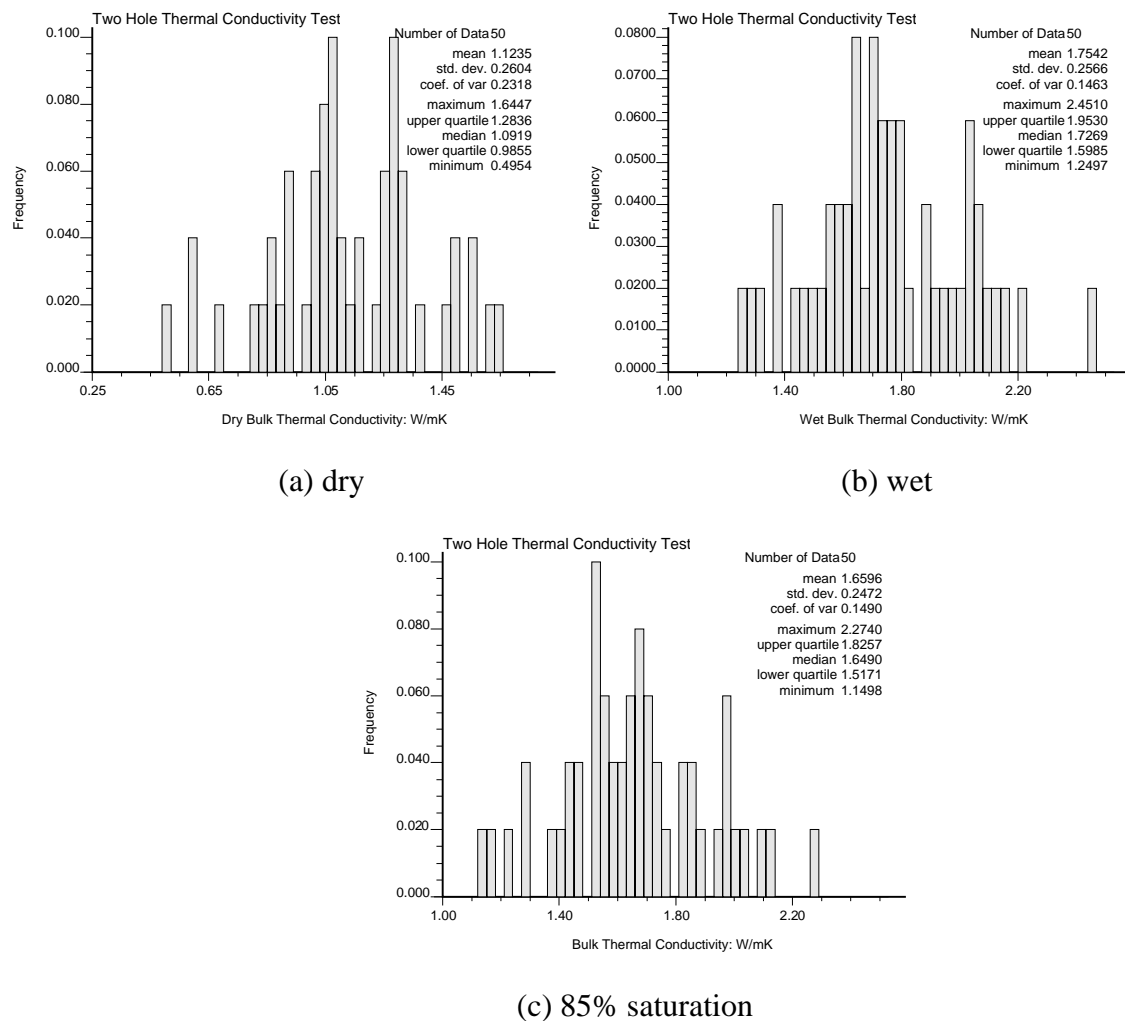 Two Hole Thermal Conductivity Test
Number of Data 50
mean 1.1235
std. dev. 0.2604
coef. of var 0.2318
maximum 1.6447
upper quartile 1.2836
median 1.0919
lower quartile 0.9855
minimum 0.4954
Frequency
0.100
0.080
0.060
0.040
0.020
0.000
0.25 0.65 1.05 1.45
Dry Bulk Thermal Conductivity: W/mK
(a) dry
Two Hole Thermal Conductivity Test
Number of Data 50
mean 1.7542
std. dev. 0.2566
coef. of var 0.1463
maximum 2.4510
upper quartile 1.9530
median 1.7269
lower quartile 1.5985
minimum 1.2497
Frequency
0.0800
0.0700
0.0600
0.0500
0.0400
0.0300
0.0200
0.0100
0.0000
1.00 1.40 1.80 2.20
Wet Bulk Thermal Conductivity: W/mK
(b) wet
Two Hole Thermal Conductivity Test
Number of Data 50
mean 1.6596
std. dev. 0.2472
coef. of var 0.1490
maximum 2.2740
upper quartile 1.8257
median 1.6490
lower quartile 1.5171
minimum 1.1498
Frequency
0.100
0.080
0.060
0.040
0.020
0.000
1.00 1.40 1.80 2.20
Bulk Thermal Conductivity: W/mK
(c) 85% saturation